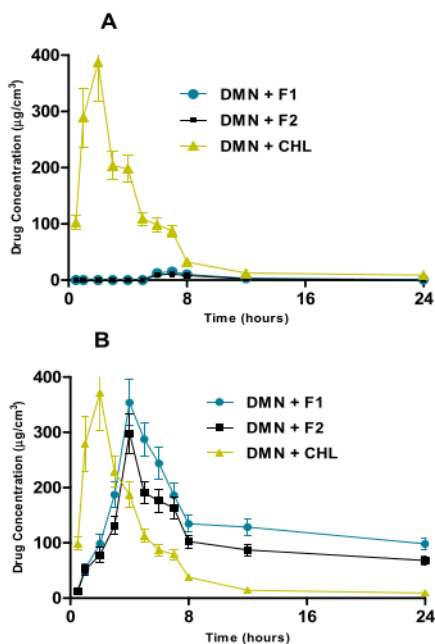 A
Drug Concentration (µg/cm³)
400
300
200
100
0
DMN + F1
DMN + F2
DMN + CHL
0
8
16
24
Time (hours)
B
Drug Concentration (µg/cm³)
400
300
200
100
0
DMN + F1
DMN + F2
DMN + CHL
0
8
16
24
Time (hours)